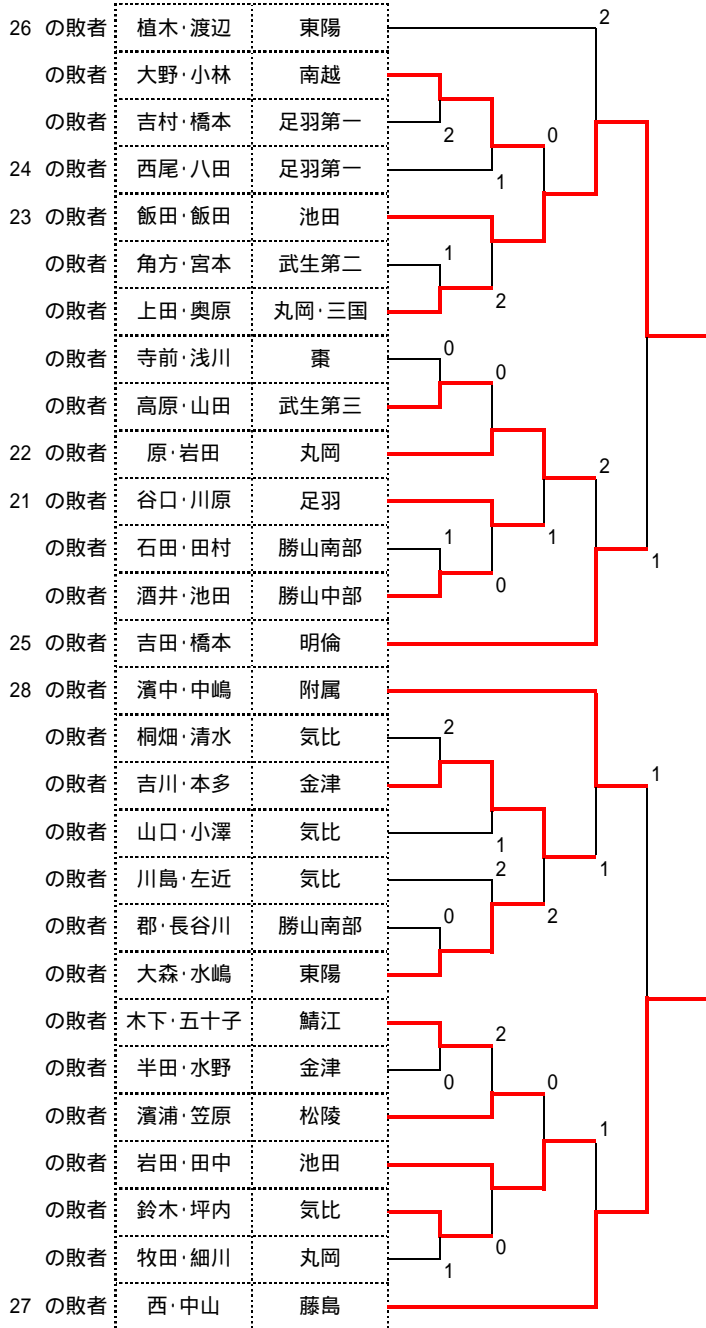 26 の敗者 植木・渡辺 東陽 2
の敗者 大野・小林 南越
の敗者 吉村・橋本 足羽第一 2 0
24 の敗者 西尾・八田 足羽第一 1
23 の敗者 飯田・飯田 池田
の敗者 角方・宮本 武生第二 1
の敗者 上田・奥原 丸岡・三国 2
の敗者 寺前・浅川 棗 0 0
の敗者 高原・山田 武生第三
22 の敗者 原・岩田 丸岡 2
21 の敗者 谷口・川原 足羽
の敗者 石田・田村 勝山南部 1 1 1
の敗者 酒井・池田 勝山中部 0
25 の敗者 吉田・橋本 明倫
28 の敗者 濱中・中嶋 附属
の敗者 桐畑・清水 気比 2
の敗者 吉川・本多 金津 1
の敗者 山口・小澤 気比 1
の敗者 川島・左近 気比 2 1
の敗者 郡・長谷川 勝山南部 0 2
の敗者 大森・水嶋 東陽
の敗者 木下・五十子 鯖江 2
の敗者 半田・水野 金津 0 0
の敗者 濱浦・笠原 松陵 1
の敗者 岩田・田中 池田
の敗者 鈴木・坪内 気比 0
の敗者 牧田・細川 丸岡 1
27 の敗者 西・中山 藤島